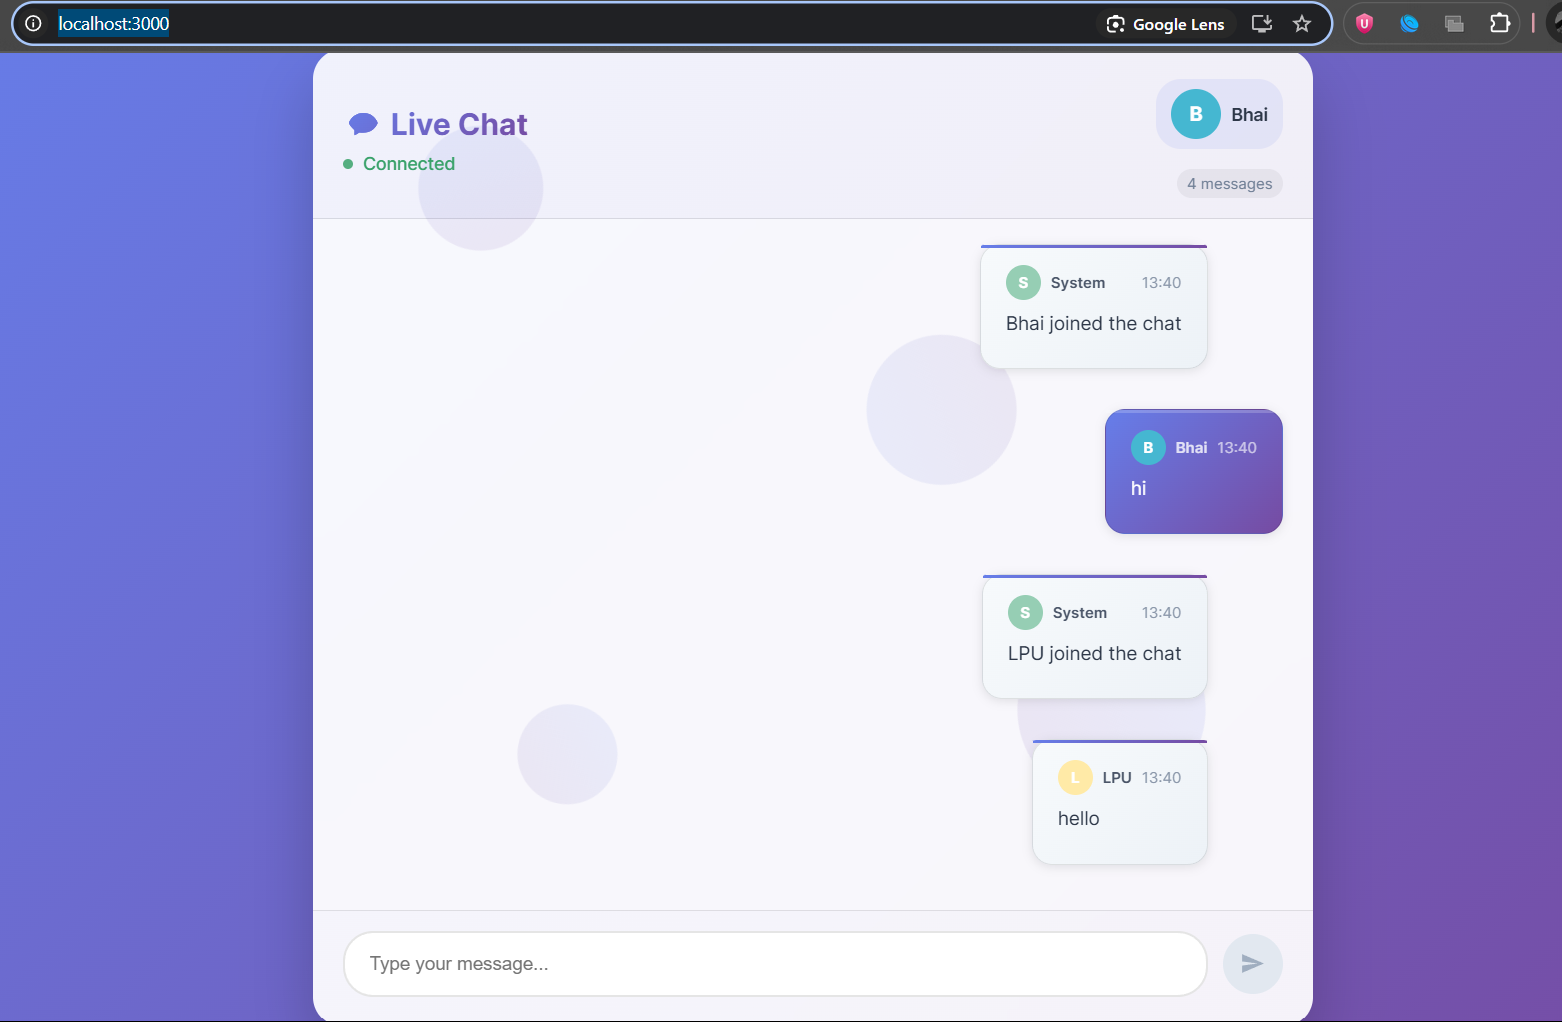 localhost:3000
Google Lens
Live Chat
B Bhai
Connected
4 messages
S System 13:40
Bhai joined the chat
B Bhai 13:40
hi
S System 13:40
LPU joined the chat
L LPU 13:40
hello
Type your message...